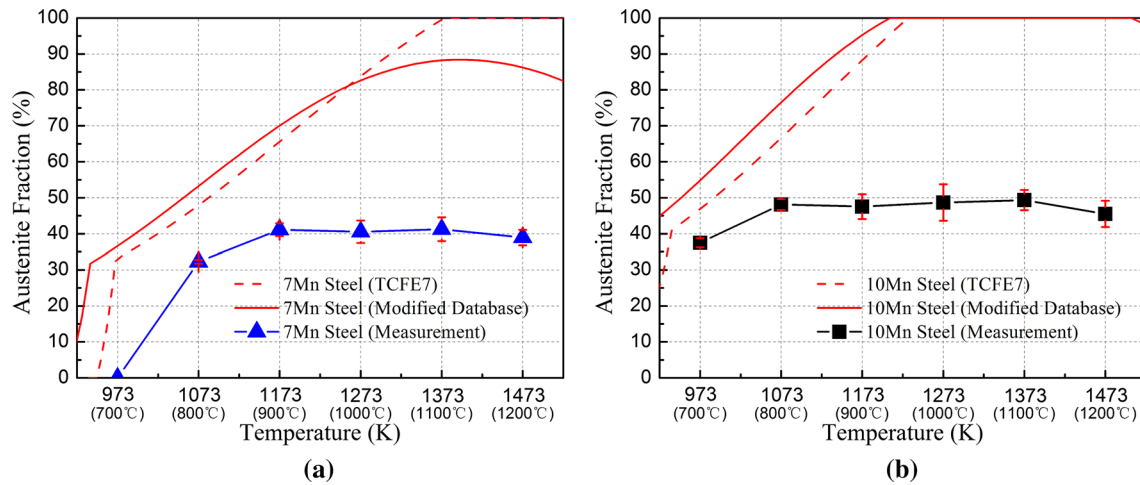 100
90
80
70
60
50
40
30
20
10
0
Austenite Fraction (%)
7Mn Steel (TCFE7)
7Mn Steel (Modified Database)
7Mn Steel (Measurement)
973 1073 1173 1273 1373 1473
(700℃) (800℃) (900℃) (1000℃) (1100℃) (1200℃)
Temperature (K)
(a)
100
90
80
70
60
50
40
30
20
10
0
Austenite Fraction (%)
10Mn Steel (TCFE7)
10Mn Steel (Modified Database)
10Mn Steel (Measurement)
973 1073 1173 1273 1373 1473
(700℃) (800℃) (900℃) (1000℃) (1100℃) (1200℃)
Temperature (K)
(b)